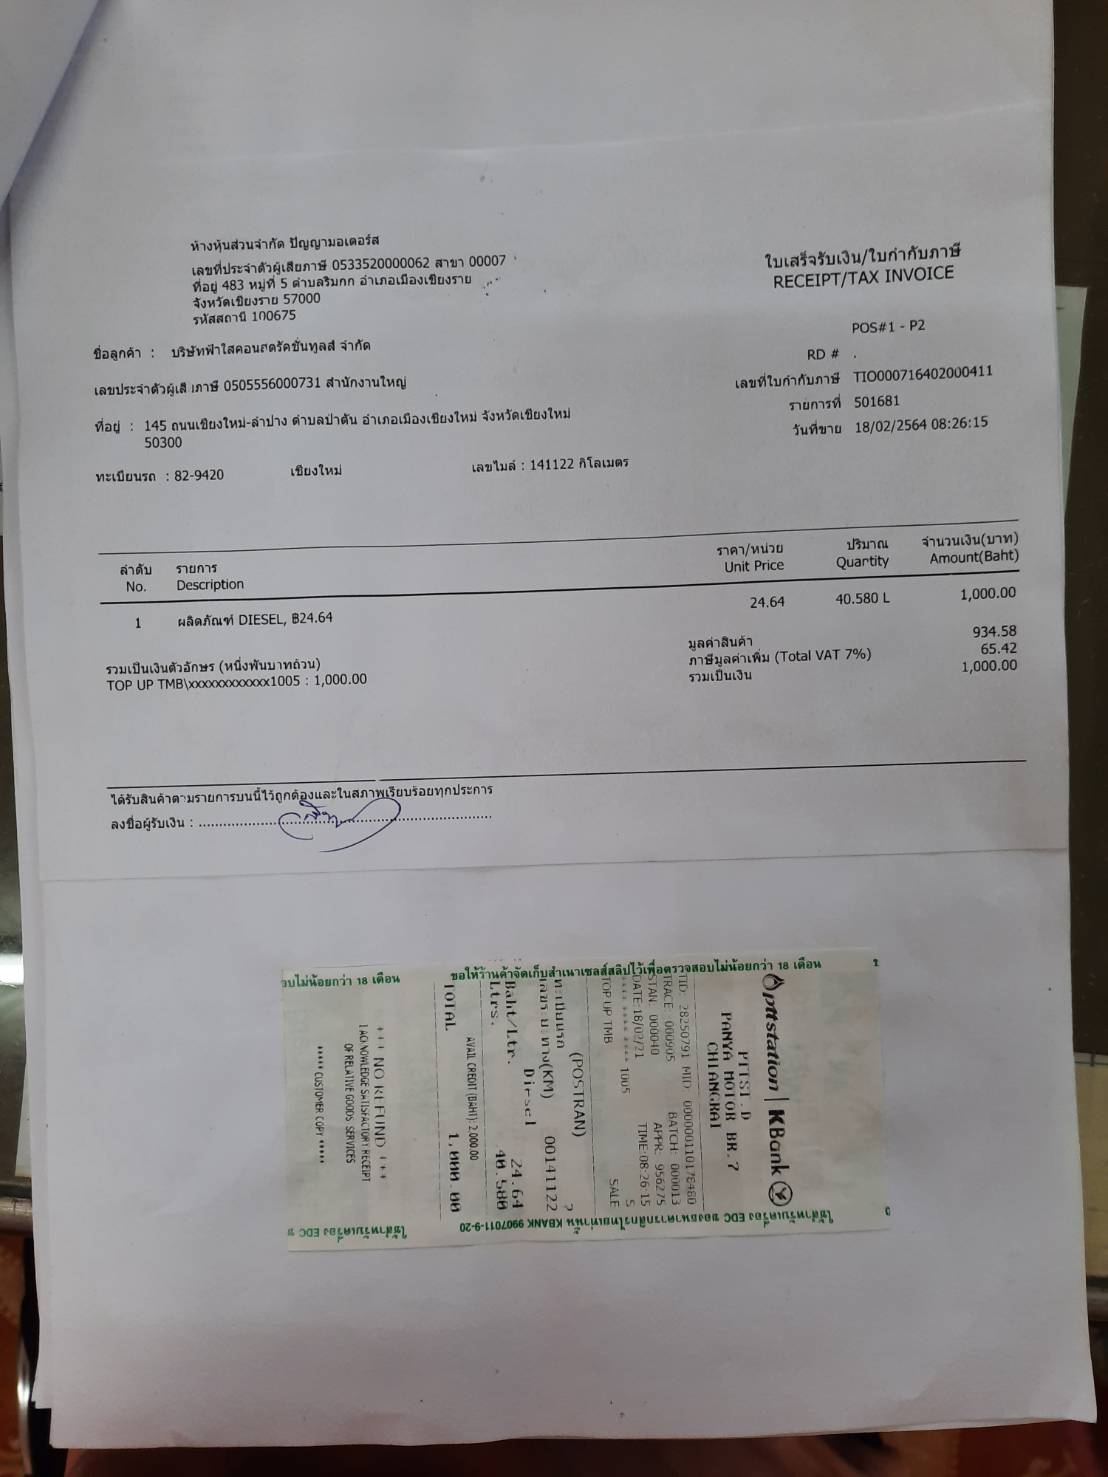 ห้างหุ้นส่วนจำกัด ปัญญามอเตอร์ส
เลขที่ประจำตัวผู้เสียภาษี 0533520000062 สาขา 00007
ที่อยู่ 483 หมู่ที่ 5 ตำบลริมกก อำเภอเมืองเชียงราย
จังหวัดเชียงราย 57000
รหัสสถานี 100675
ใบเสร็จรับเงิน/ใบกำกับภาษี
RECEIPT/TAX INVOICE
POS#1 - P2
RD # .
เลขที่ใบกำกับภาษี TIO000716402000411
รายการที่ 501681
วันที่ขาย 18/02/2564 08:26:15
ชื่อลูกค้า : บริษัทฟ้าใสคอนสตรัคชั่นทูลส์ จำกัด
เลขประจำตัวผู้เสียภาษี 0505556000731 สำนักงานใหญ่
ที่อยู่ : 145 ถนนเชียงใหม่-ลำปาง ตำบลป่าตัน อำเภอเมืองเชียงใหม่ จังหวัดเชียงใหม่
50300
ทะเบียนรถ : 82-9420 เชียงใหม่ เลขไมล์ : 141122 กิโลเมตร
ลำดับ รายการ ราคา/หน่วย ปริมาณ จำนวนเงิน(บาท)
No. Description Unit Price Quantity Amount(Baht)
1 ผลิตภัณฑ์ DIESEL, ฿24.64 24.64 40.580 L 1,000.00
มูลค่าสินค้า 934.58
ภาษีมูลค่าเพิ่ม (Total VAT 7%) 65.42
รวมเป็นเงิน 1,000.00
รวมเป็นเงินตัวอักษร (หนึ่งพันบาทถ้วน)
TOP UP TMB\xxxxxxxxxxxx1005 : 1,000.00
ได้รับสินค้าตามรายการบนนี้ไว้ถูกต้องและในสภาพเรียบร้อยทุกประการ
ลงชื่อผู้รับเงิน :
ขอให้ร้านค้าจัดเก็บสำเนาเซลส์สลิปไว้เพื่อตรวจสอบไม่น้อยกว่า 18 เดือน
บไม่น้อยกว่า 18 เดือน
pttstation | KBank
PTTST-D
PANYA MOTOR BR.7
CHIANGRAI
TID: 28250791 MID: 000000110178480
TRACE: 000905 BATCH: 000013
STAN: 000040 APPR: 956275
DATE:18/02/21 TIME:08:26:15
**** **** **** 1005 S
TOP UP TMB SALE
(POSTRAN)
ทะเบียนรถ ?
เลขระยะทาง(KM) 00141122
Diesel
Baht/Ltr. 24.64
Ltrs. 40.580
AVAIL CREDIT (BAHT): 2,000.00
TOTAL 1,000.00
+++ NO REFUND +++
I ACKNOWLEDGE SATISFACTORY RECEIPT
OF RELATIVE GOODS SERVICES
***** CUSTOMER COPY *****
ใช้สำหรับเครื่อง EDC ของธนาคารกสิกรไทยเท่านั้น KBANK 9907011-9-20
ใช้สำหรับเครื่อง EDC ข